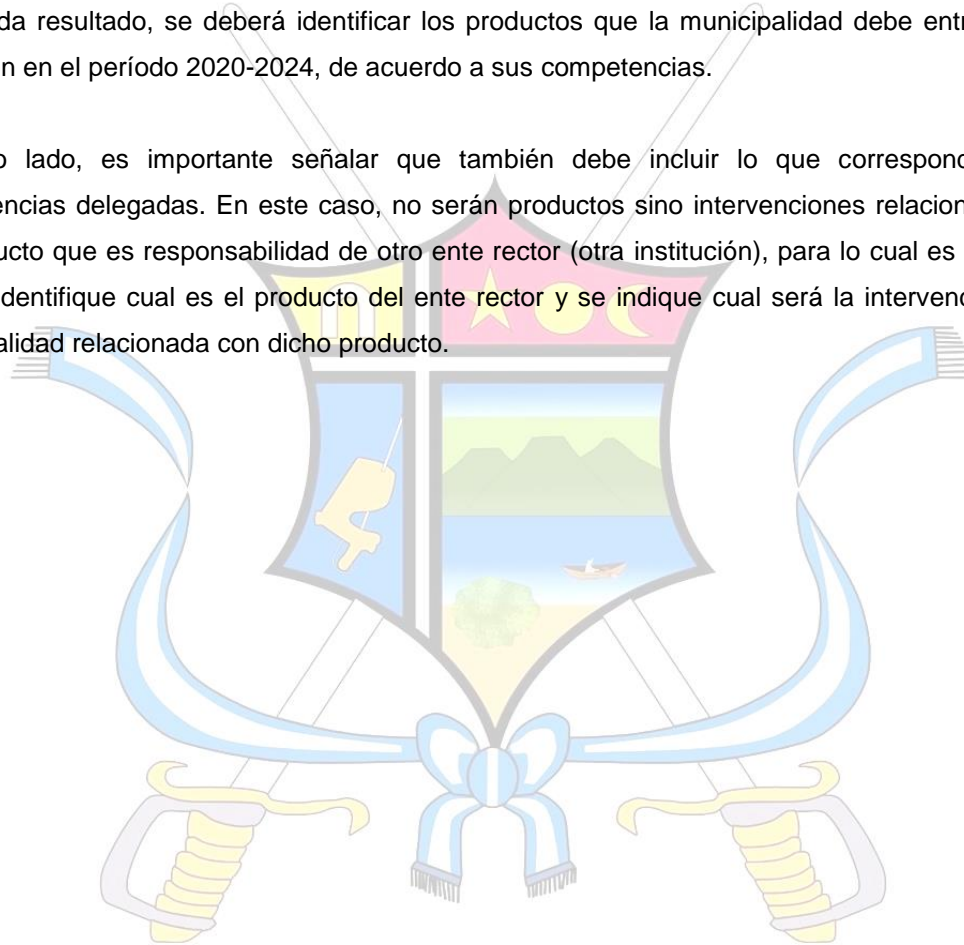 da resultado, se deberá identificar los productos que la municipalidad debe entr
n en el período 2020-2024, de acuerdo a sus competencias.
o lado, es importante señalar que también debe incluir lo que correspond
encias delegadas. En este caso, no serán productos sino intervenciones relacion
ucto que es responsabilidad de otro ente rector (otra institución), para lo cual es
dentifique cual es el producto del ente rector y se indique cual será la intervenc
alidad relacionada con dicho producto.